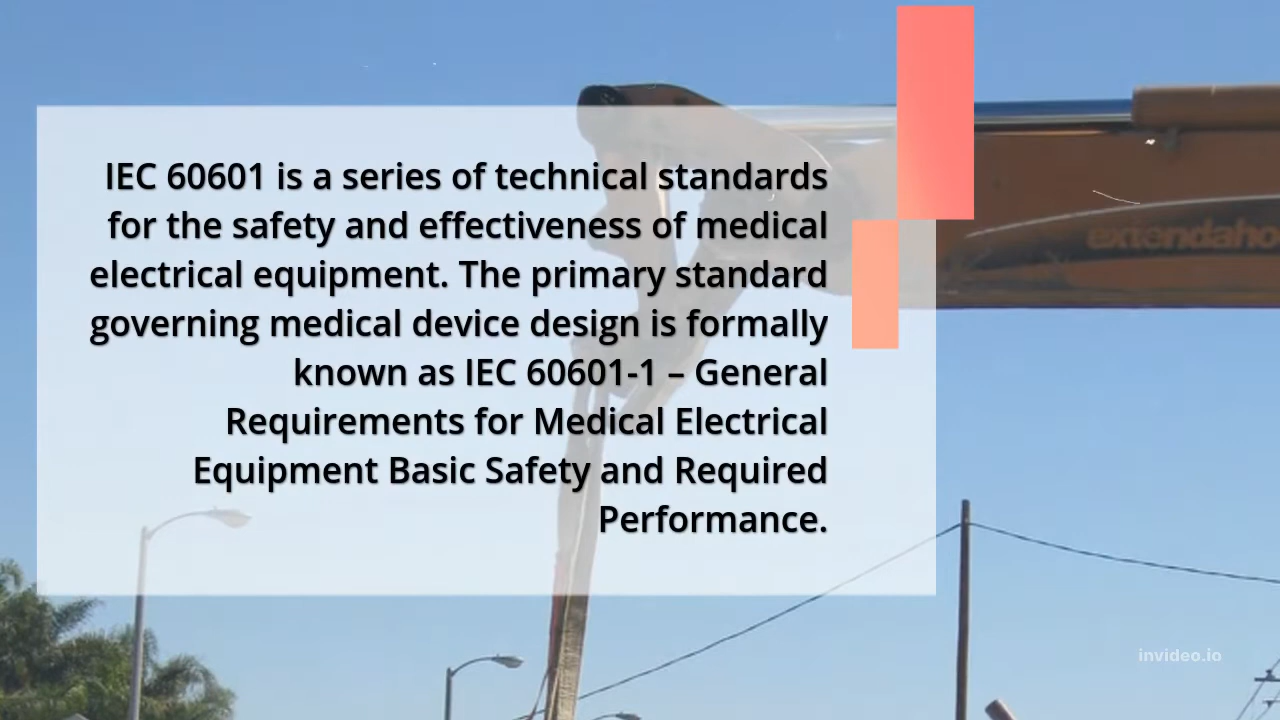 IEC 60601 is a series of technical standards
for the safety and effectiveness of medical
electrical equipment. The primary standard
governing medical device design is formally
known as IEC 60601-1 – General
Requirements for Medical Electrical
Equipment Basic Safety and Required
Performance.
extendaho
invideo.io